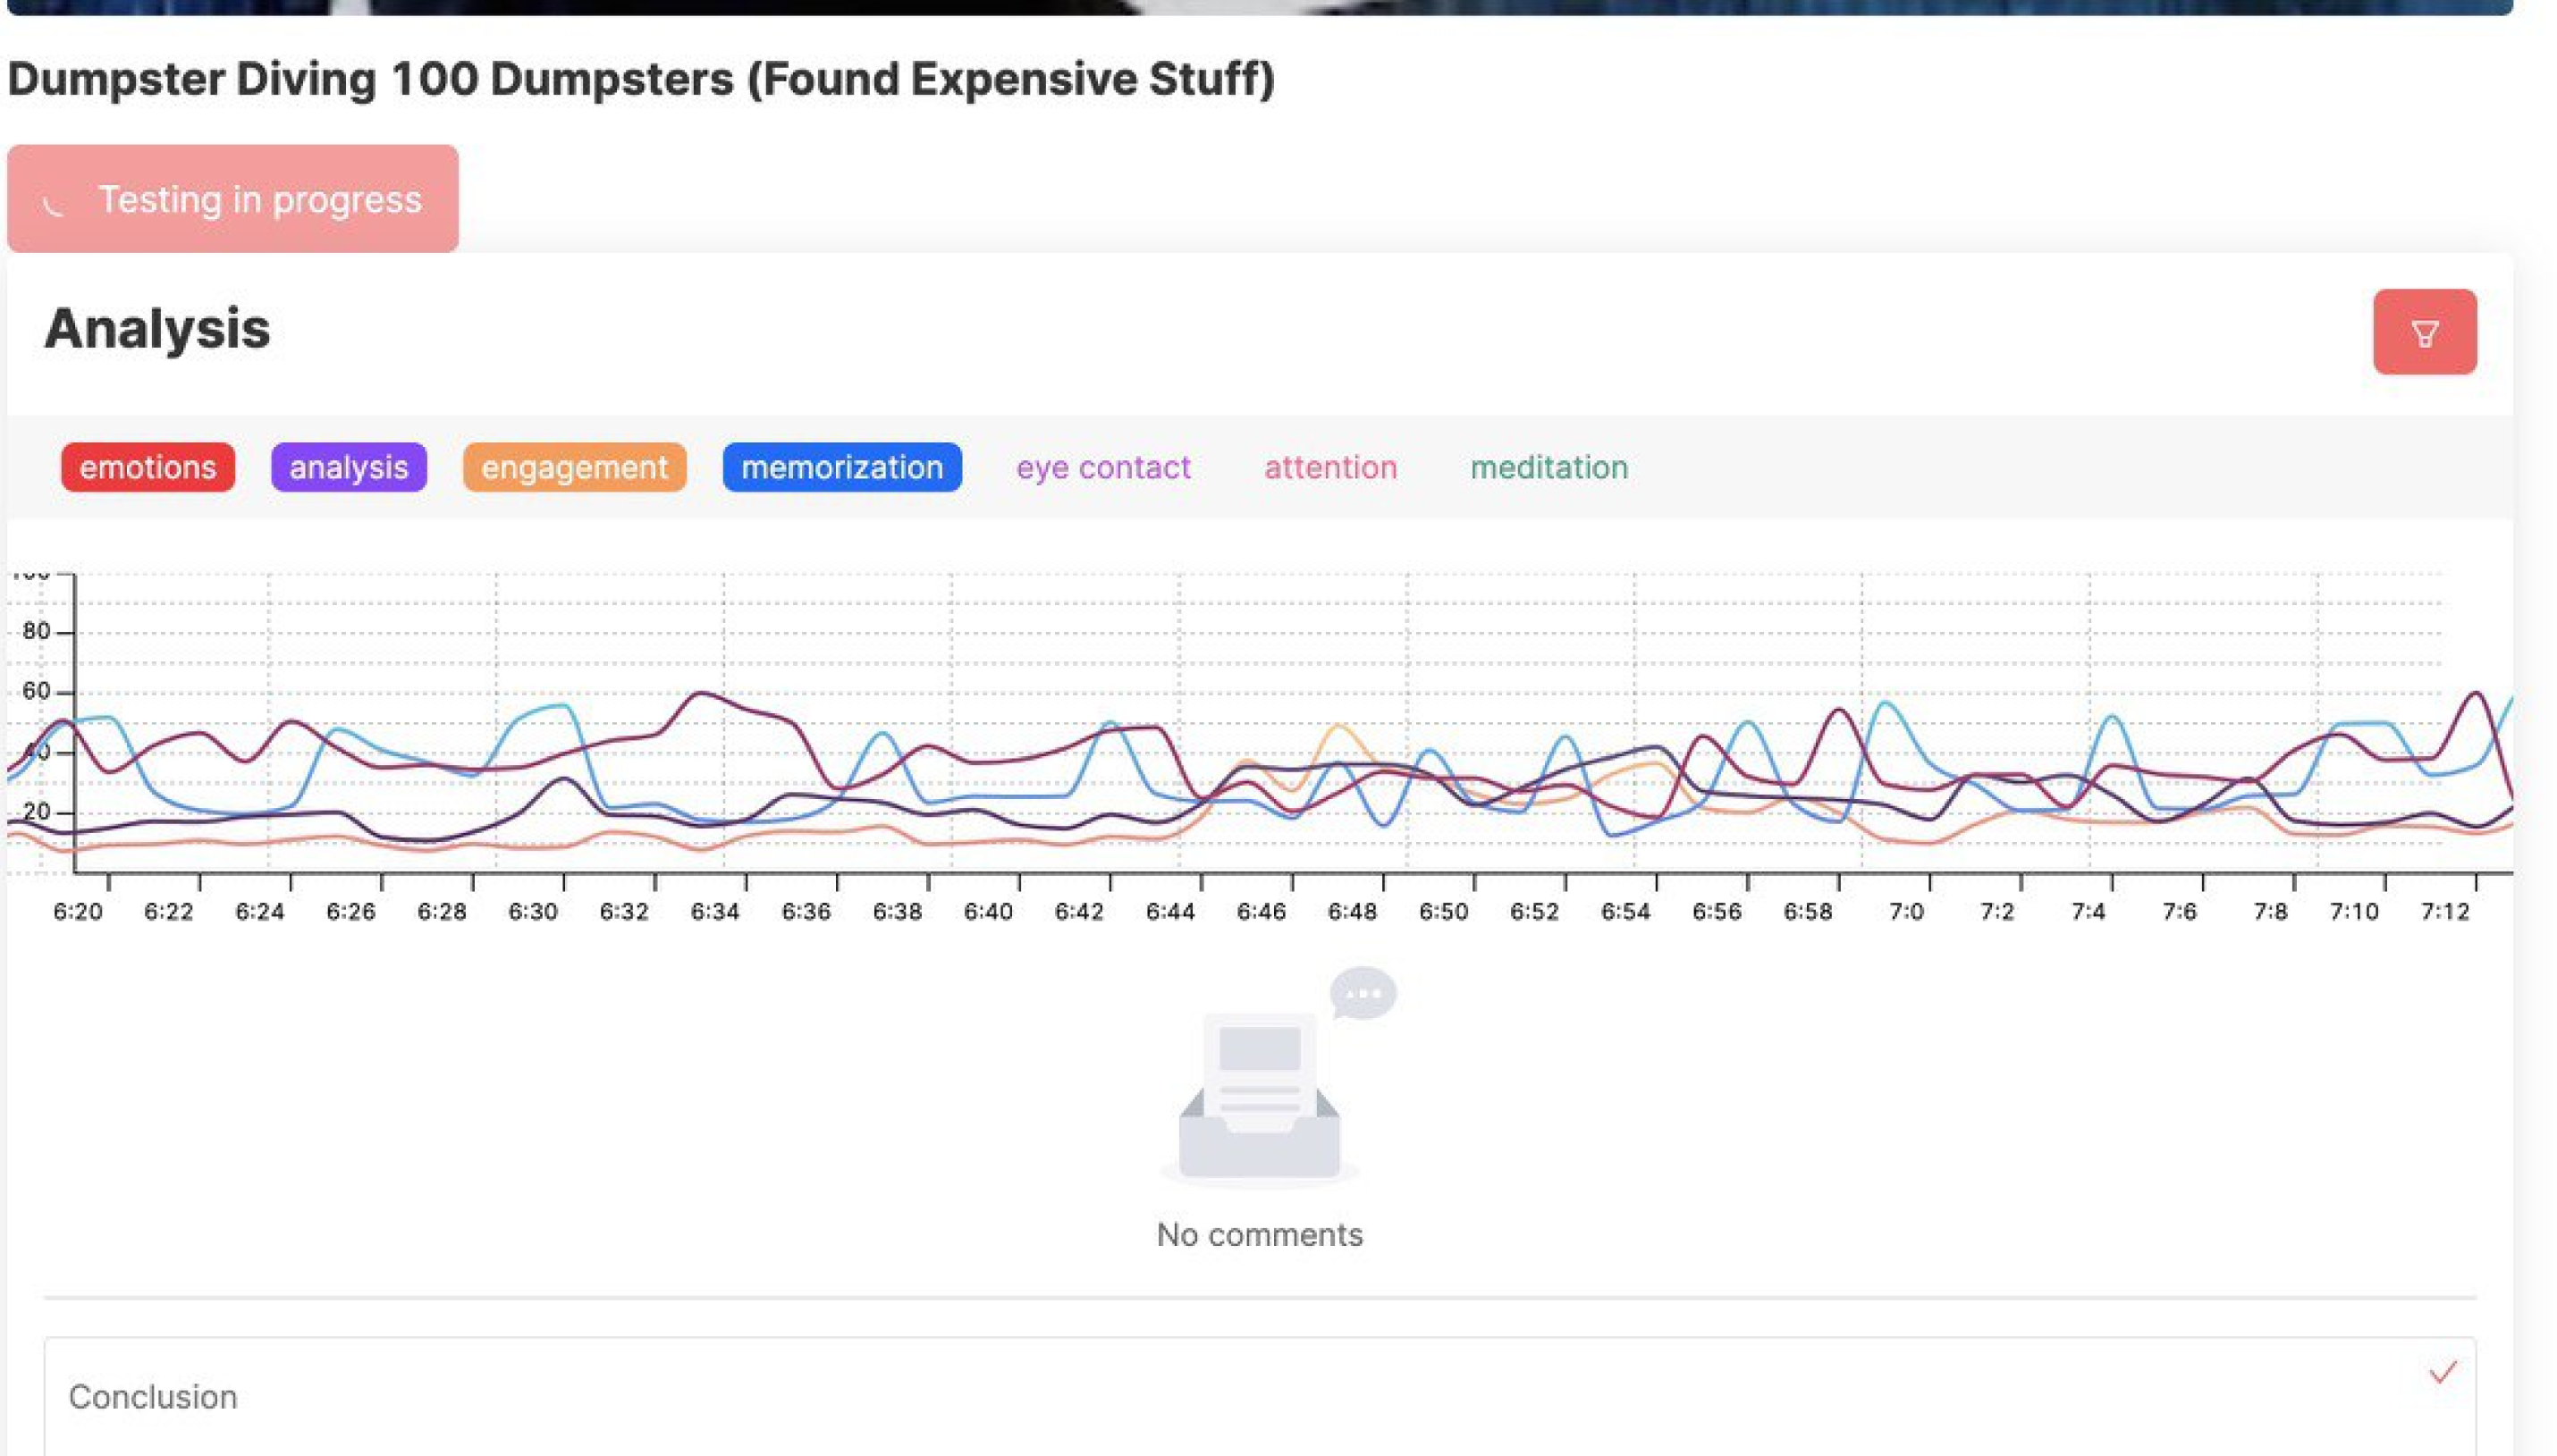 Dumpster Diving 100 Dumpsters (Found Expensive Stuff)
Testing in progress
Analysis
emotions analysis engagement memorization eye contact attention meditation
80
60
40
20
6:20 6:22 6:24 6:26 6:28 6:30 6:32 6:34 6:36 6:38 6:40 6:42 6:44 6:46 6:48 6:50 6:52 6:54 6:56 6:58 7:0 7:2 7:4 7:6 7:8 7:10 7:12
No comments
Conclusion